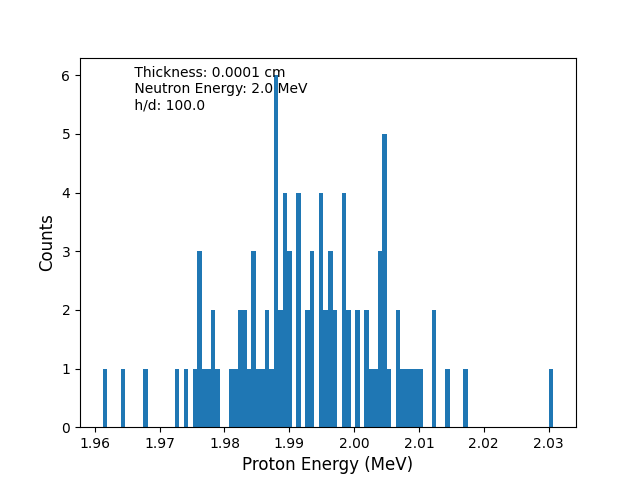 Thickness: 0.0001 cm
Neutron Energy: 2.0 MeV
h/d: 100.0
6
5
4
3
2
1
0
Counts
1.96 1.97 1.98 1.99 2.00 2.01 2.02 2.03
Proton Energy (MeV)